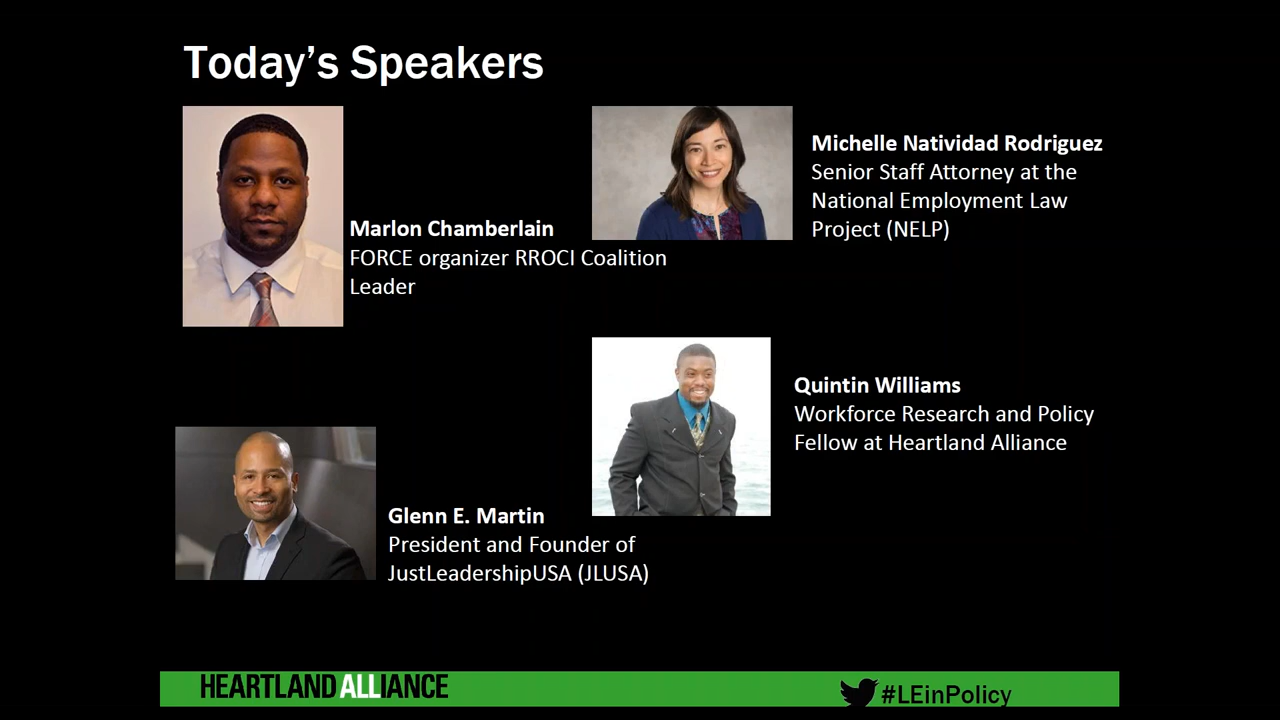 Today's Speakers
Marlon Chamberlain
FORCE organizer RROCI Coalition
Leader
Michelle Natividad Rodriguez
Senior Staff Attorney at the
National Employment Law
Project (NELP)
Glenn E. Martin
President and Founder of
JustLeadershipUSA (JLUSA)
Quintin Williams
Workforce Research and Policy
Fellow at Heartland Alliance
HEARTLAND ALLIANCE
#LEinPolicy